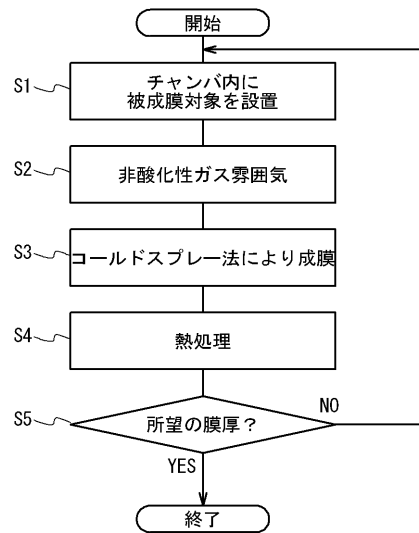 開始
S1
チャンバ内に
被成膜対象を設置
S2
非酸化性ガス雰囲気
S3
コールドスプレー法により成膜
S4
熱処理
S5
所望の膜厚？
NO
YES
終了